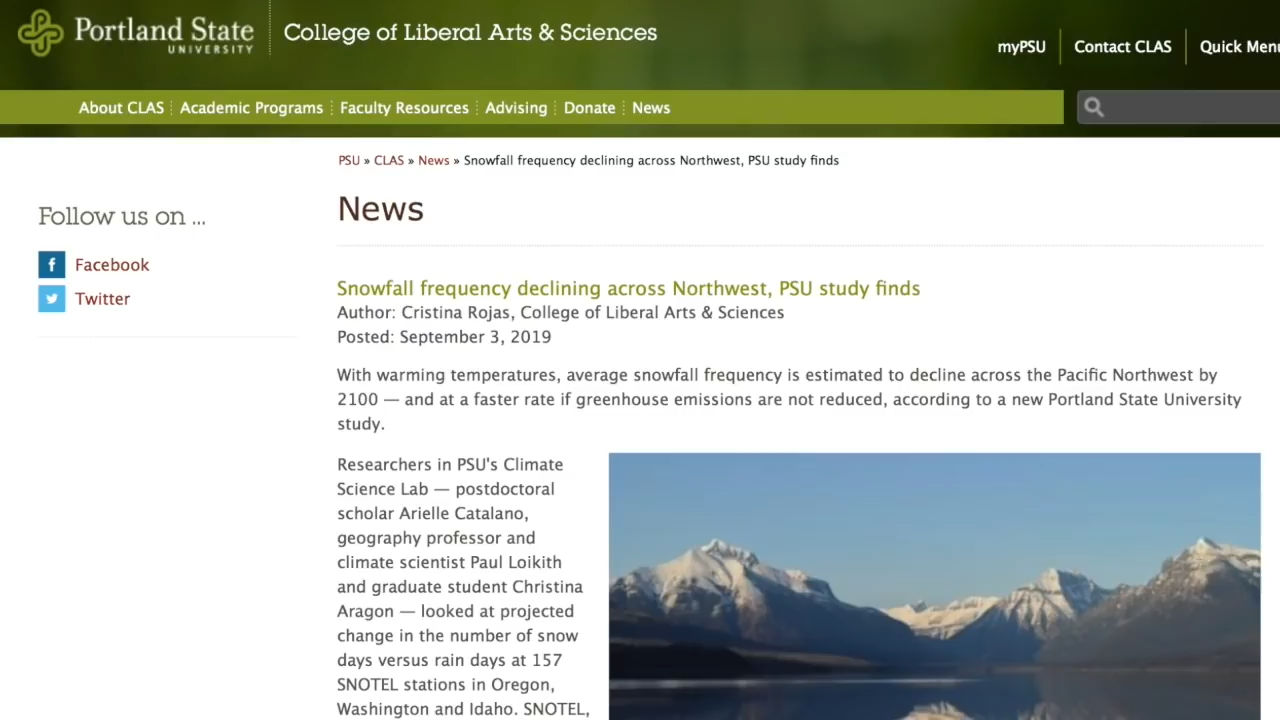 Portland State
UNIVERSITY
College of Liberal Arts & Sciences
myPSU
Contact CLAS
Quick Menu
About CLAS
Academic Programs
Faculty Resources
Advising
Donate
News
PSU » CLAS » News » Snowfall frequency declining across Northwest, PSU study finds
Follow us on ...
Facebook
Twitter
News
Snowfall frequency declining across Northwest, PSU study finds
Author: Cristina Rojas, College of Liberal Arts & Sciences
Posted: September 3, 2019
With warming temperatures, average snowfall frequency is estimated to decline across the Pacific Northwest by
2100 — and at a faster rate if greenhouse emissions are not reduced, according to a new Portland State University
study.
Researchers in PSU's Climate
Science Lab — postdoctoral
scholar Arielle Catalano,
geography professor and
climate scientist Paul Loikith
and graduate student Christina
Aragon — looked at projected
change in the number of snow
days versus rain days at 157
SNOTEL stations in Oregon,
Washington and Idaho. SNOTEL,